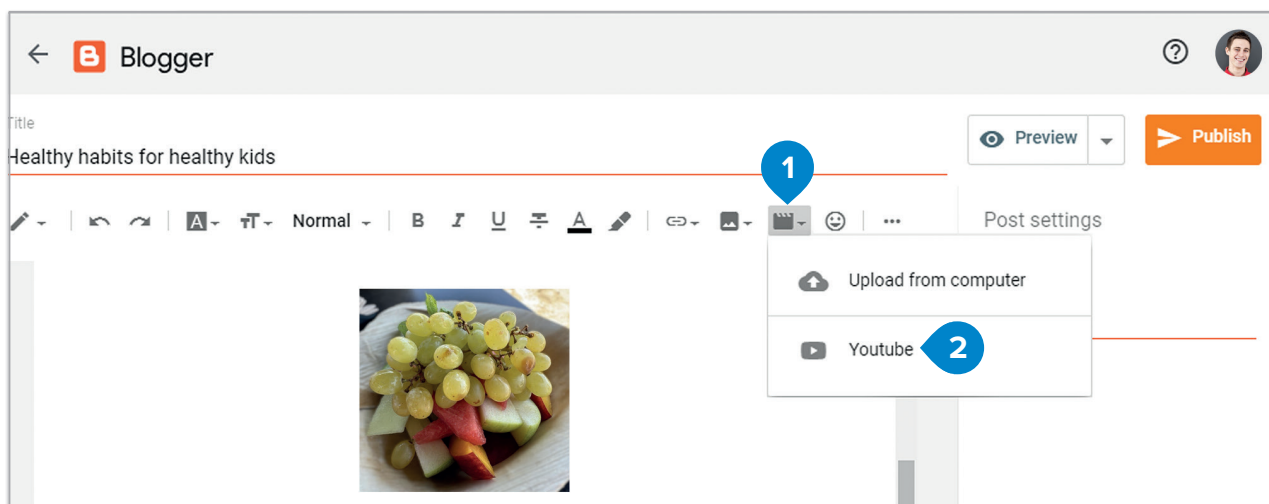 Blogger
Title
Healthy habits for healthy kids
Preview
Publish
1
Normal
B I U A
Post settings
Upload from computer
Youtube 2